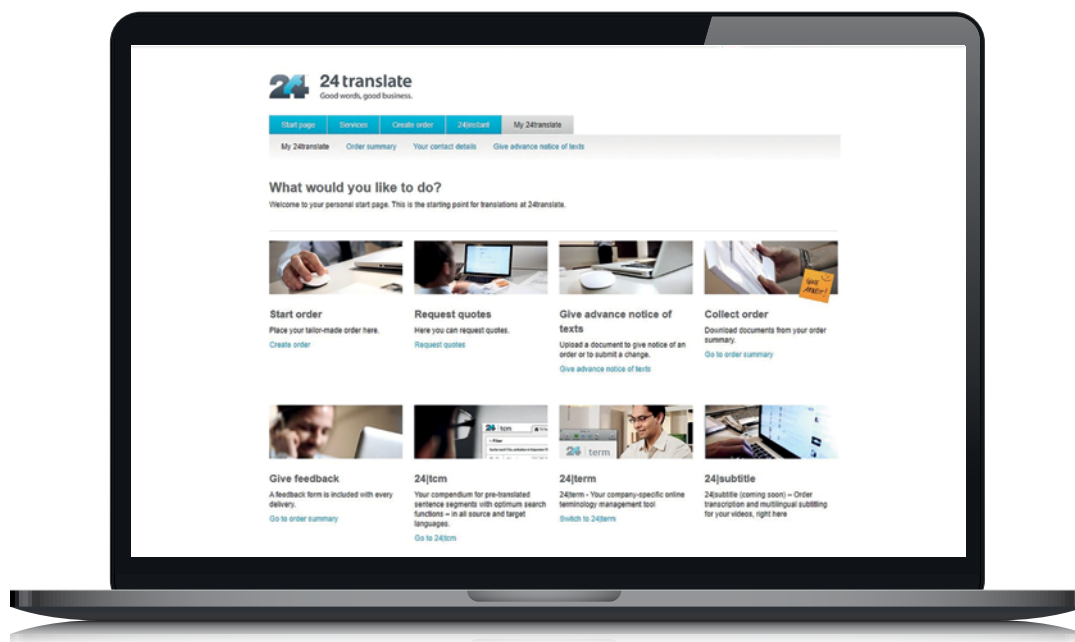 24 24 translate
Good words, good business.
Start page Services Create order 24|instant My 24translate
My 24translate Order summary Your contact details Give advance notice of texts
What would you like to do?
Welcome to your personal start page. This is the starting point for translations at 24translate.
Start order
Place your tailor-made order here.
Create order
Request quotes
Here you can request quotes.
Request quotes
Give advance notice of
texts
Upload a document to give notice of an
order or to submit a change.
Give advance notice of texts
Collect order
Download documents from your order
summary.
Go to order summary
24 | tcm
Filter
24 | term
Give feedback
A feedback form is included with every
delivery.
Go to order summary
24|tcm
Your compendium for pre-translated
sentence segments with optimum search
functions – in all source and target
languages.
Go to 24|tcm
24|term
24|term - Your company-specific online
terminology management tool
Switch to 24|term
24|subtitle
24|subtitle (coming soon) – Order
transcription and multilingual subtitling
for your videos, right here